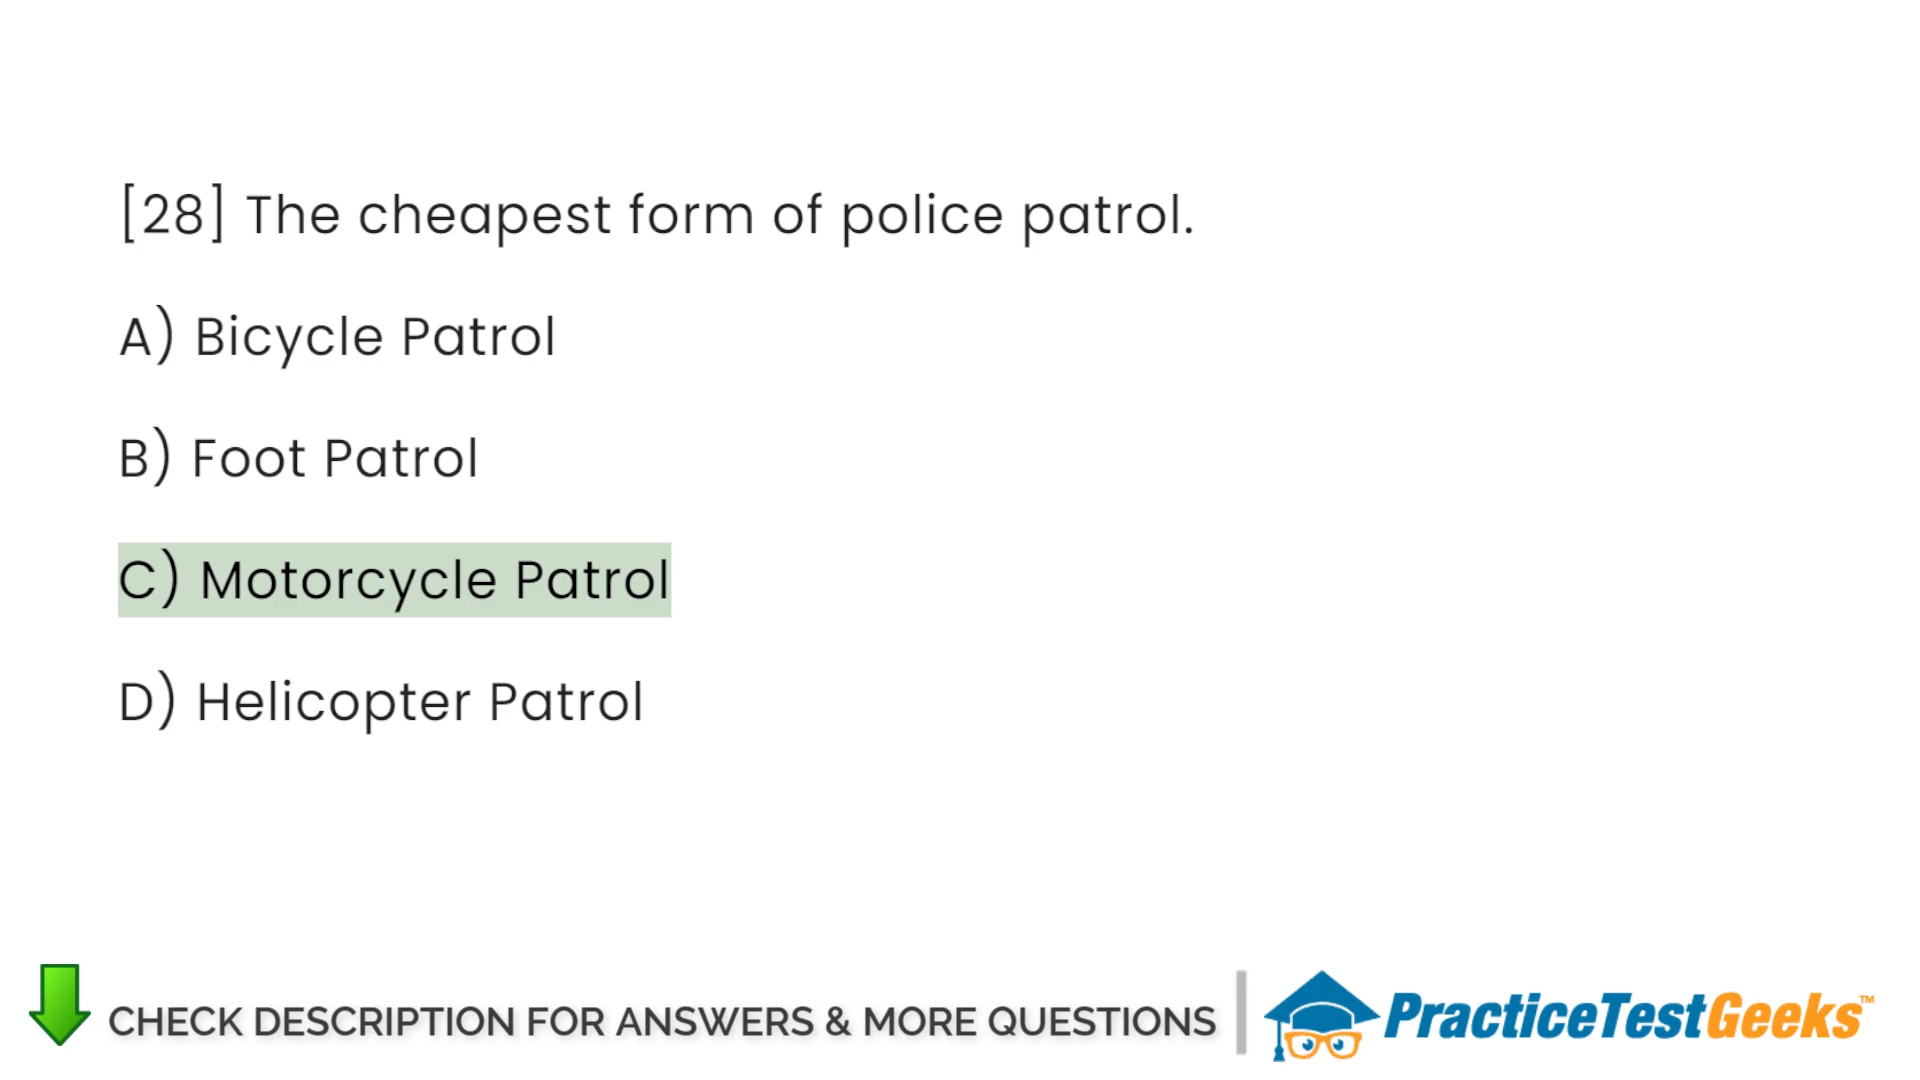 [28] The cheapest form of police patrol.
A) Bicycle Patrol
B) Foot Patrol
C) Motorcycle Patrol
D) Helicopter Patrol
CHECK DESCRIPTION FOR ANSWERS & MORE QUESTIONS
PracticeTestGeeks™